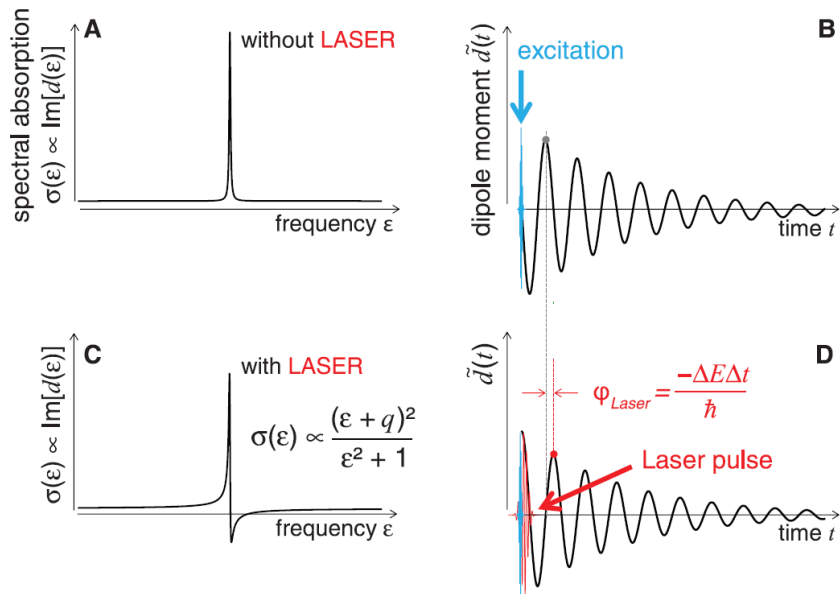 A
spectral absorption
σ(ε) ∝ Im[d(ε)]
without LASER
frequency ε
B
dipole moment d̃(t)
excitation
time t
C
σ(ε) ∝ Im[d(ε)]
with LASER
σ(ε) ∝ (ε + q)² / ε² + 1
frequency ε
D
d̃(t)
φLaser = −ΔEΔt / ħ
Laser pulse
time t